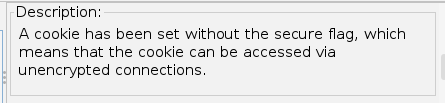 Description:
A cookie has been set without the secure flag, which
means that the cookie can be accessed via
unencrypted connections.